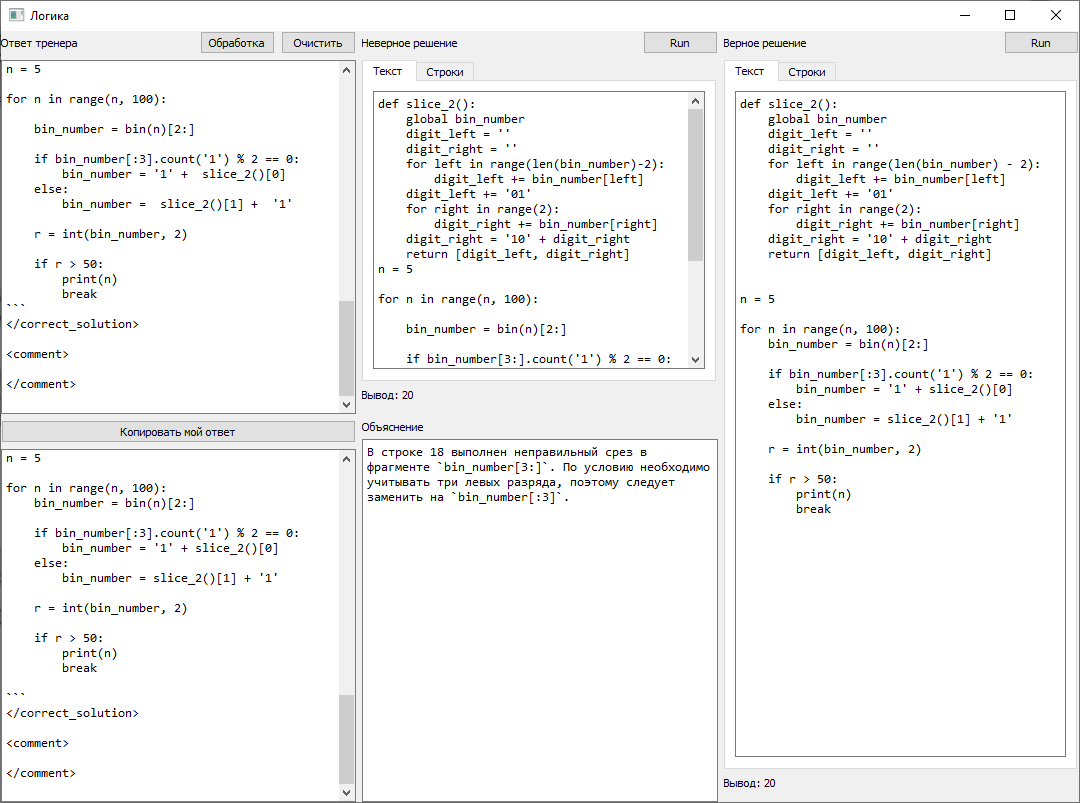 Логика
Ответ тренера
Обработка
Очистить
n = 5

for n in range(n, 100):

    bin_number = bin(n)[2:]

    if bin_number[:3].count('1') % 2 == 0:
        bin_number = '1' +  slice_2()[0]
    else:
        bin_number =  slice_2()[1] +  '1'

    r = int(bin_number, 2)

    if r > 50:
        print(n)
        break
```
</correct_solution>

<comment>

</comment>
Копировать мой ответ
n = 5

for n in range(n, 100):
    bin_number = bin(n)[2:]

    if bin_number[:3].count('1') % 2 == 0:
        bin_number = '1' + slice_2()[0]
    else:
        bin_number = slice_2()[1] + '1'

    r = int(bin_number, 2)

    if r > 50:
        print(n)
        break

```
</correct_solution>

<comment>

</comment>
Неверное решение
Run
Текст
Строки
def slice_2():
    global bin_number
    digit_left = ''
    digit_right = ''
    for left in range(len(bin_number)-2):
        digit_left += bin_number[left]
    digit_left += '01'
    for right in range(2):
        digit_right += bin_number[right]
    digit_right = '10' + digit_right
    return [digit_left, digit_right]
n = 5

for n in range(n, 100):

    bin_number = bin(n)[2:]

    if bin_number[3:].count('1') % 2 == 0:
Вывод: 20
Объяснение
В строке 18 выполнен неправильный срез в
фрагменте `bin_number[3:]`. По условию необходимо
учитывать три левых разряда, поэтому следует
заменить на `bin_number[:3]`.
Верное решение
Run
Текст
Строки
def slice_2():
    global bin_number
    digit_left = ''
    digit_right = ''
    for left in range(len(bin_number) - 2):
        digit_left += bin_number[left]
    digit_left += '01'
    for right in range(2):
        digit_right += bin_number[right]
    digit_right = '10' + digit_right
    return [digit_left, digit_right]


n = 5

for n in range(n, 100):
    bin_number = bin(n)[2:]

    if bin_number[:3].count('1') % 2 == 0:
        bin_number = '1' + slice_2()[0]
    else:
        bin_number = slice_2()[1] + '1'

    r = int(bin_number, 2)

    if r > 50:
        print(n)
        break
Вывод: 20